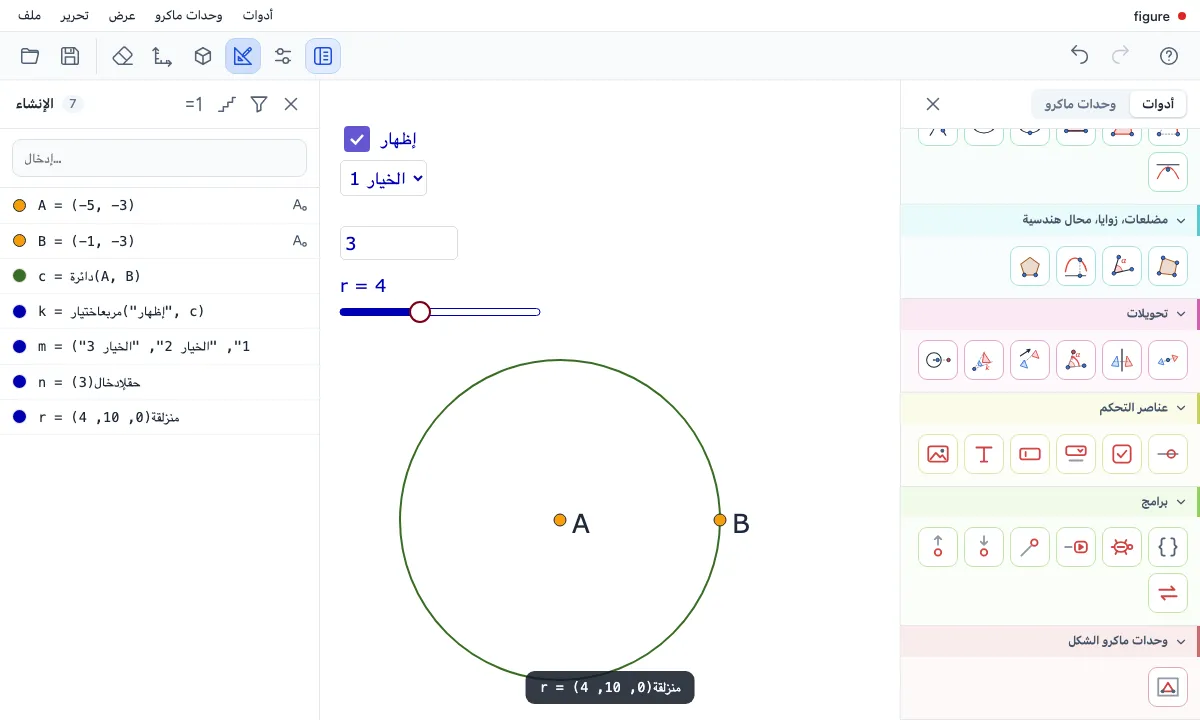 ملف
تحرير
عرض
وحدات ماكرو
أدوات
figure
الإنشاء
7
=1
إدخال...
A = (−5, −3)
B = (−1, −3)
c = دائرة(A, B)
k = مربعاختيار("إظهار", c)
m = ("الخيار 1", "الخيار 2", "الخيار 3"
n = حقلإدخال(3)
r = منزلقة(0, 10, 4)
إظهار
الخيار 1
3
r = 4
A
B
r = منزلقة(0, 10, 4)
أدوات
وحدات ماكرو
مضلعات، زوايا، محال هندسية
تحويلات
عناصر التحكم
برامج
وحدات ماكرو الشكل